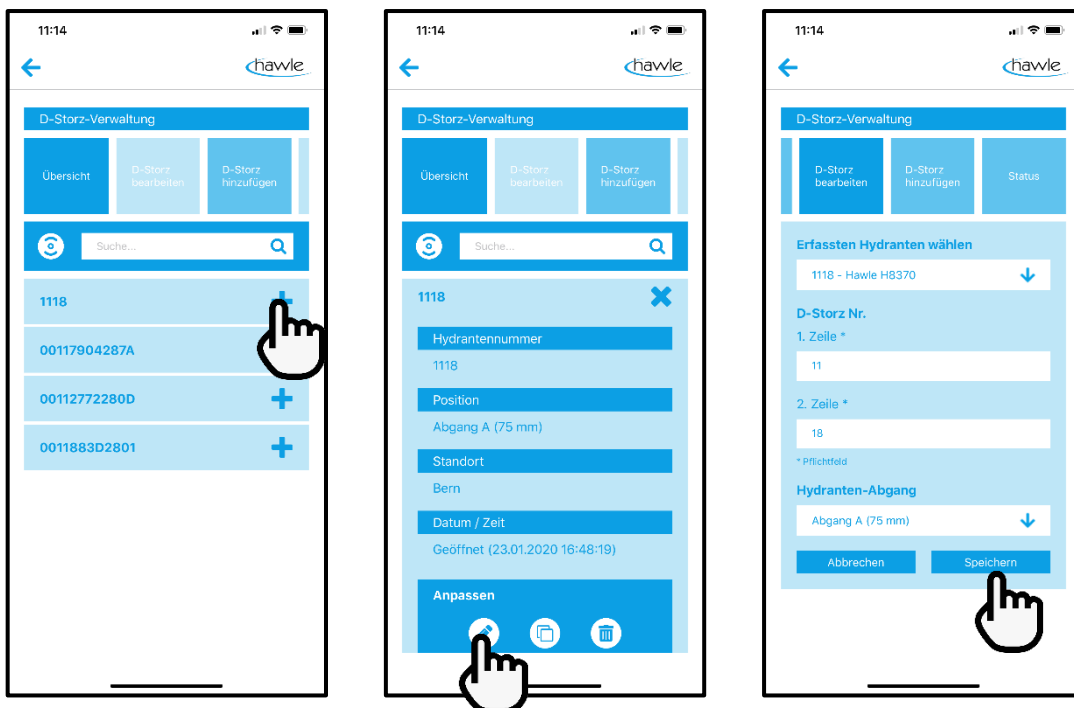 11:14
hawle
D-Storz-Verwaltung
Übersicht
D-Storz
bearbeiten
D-Storz
hinzufügen
Suche...
1118
00117904287A
00112772280D
0011883D2801
11:14
hawle
D-Storz-Verwaltung
Übersicht
D-Storz
bearbeiten
D-Storz
hinzufügen
Suche...
1118
Hydrantennummer
1118
Position
Abgang A (75 mm)
Standort
Bern
Datum / Zeit
Geöffnet (23.01.2020 16:48:19)
Anpassen
11:14
hawle
D-Storz-Verwaltung
D-Storz
bearbeiten
D-Storz
hinzufügen
Status
Erfassten Hydranten wählen
1118 - Hawle H8370
D-Storz Nr.
1. Zeile *
11
2. Zeile *
18
* Pflichtfeld
Hydranten-Abgang
Abgang A (75 mm)
Abbrechen
Speichern